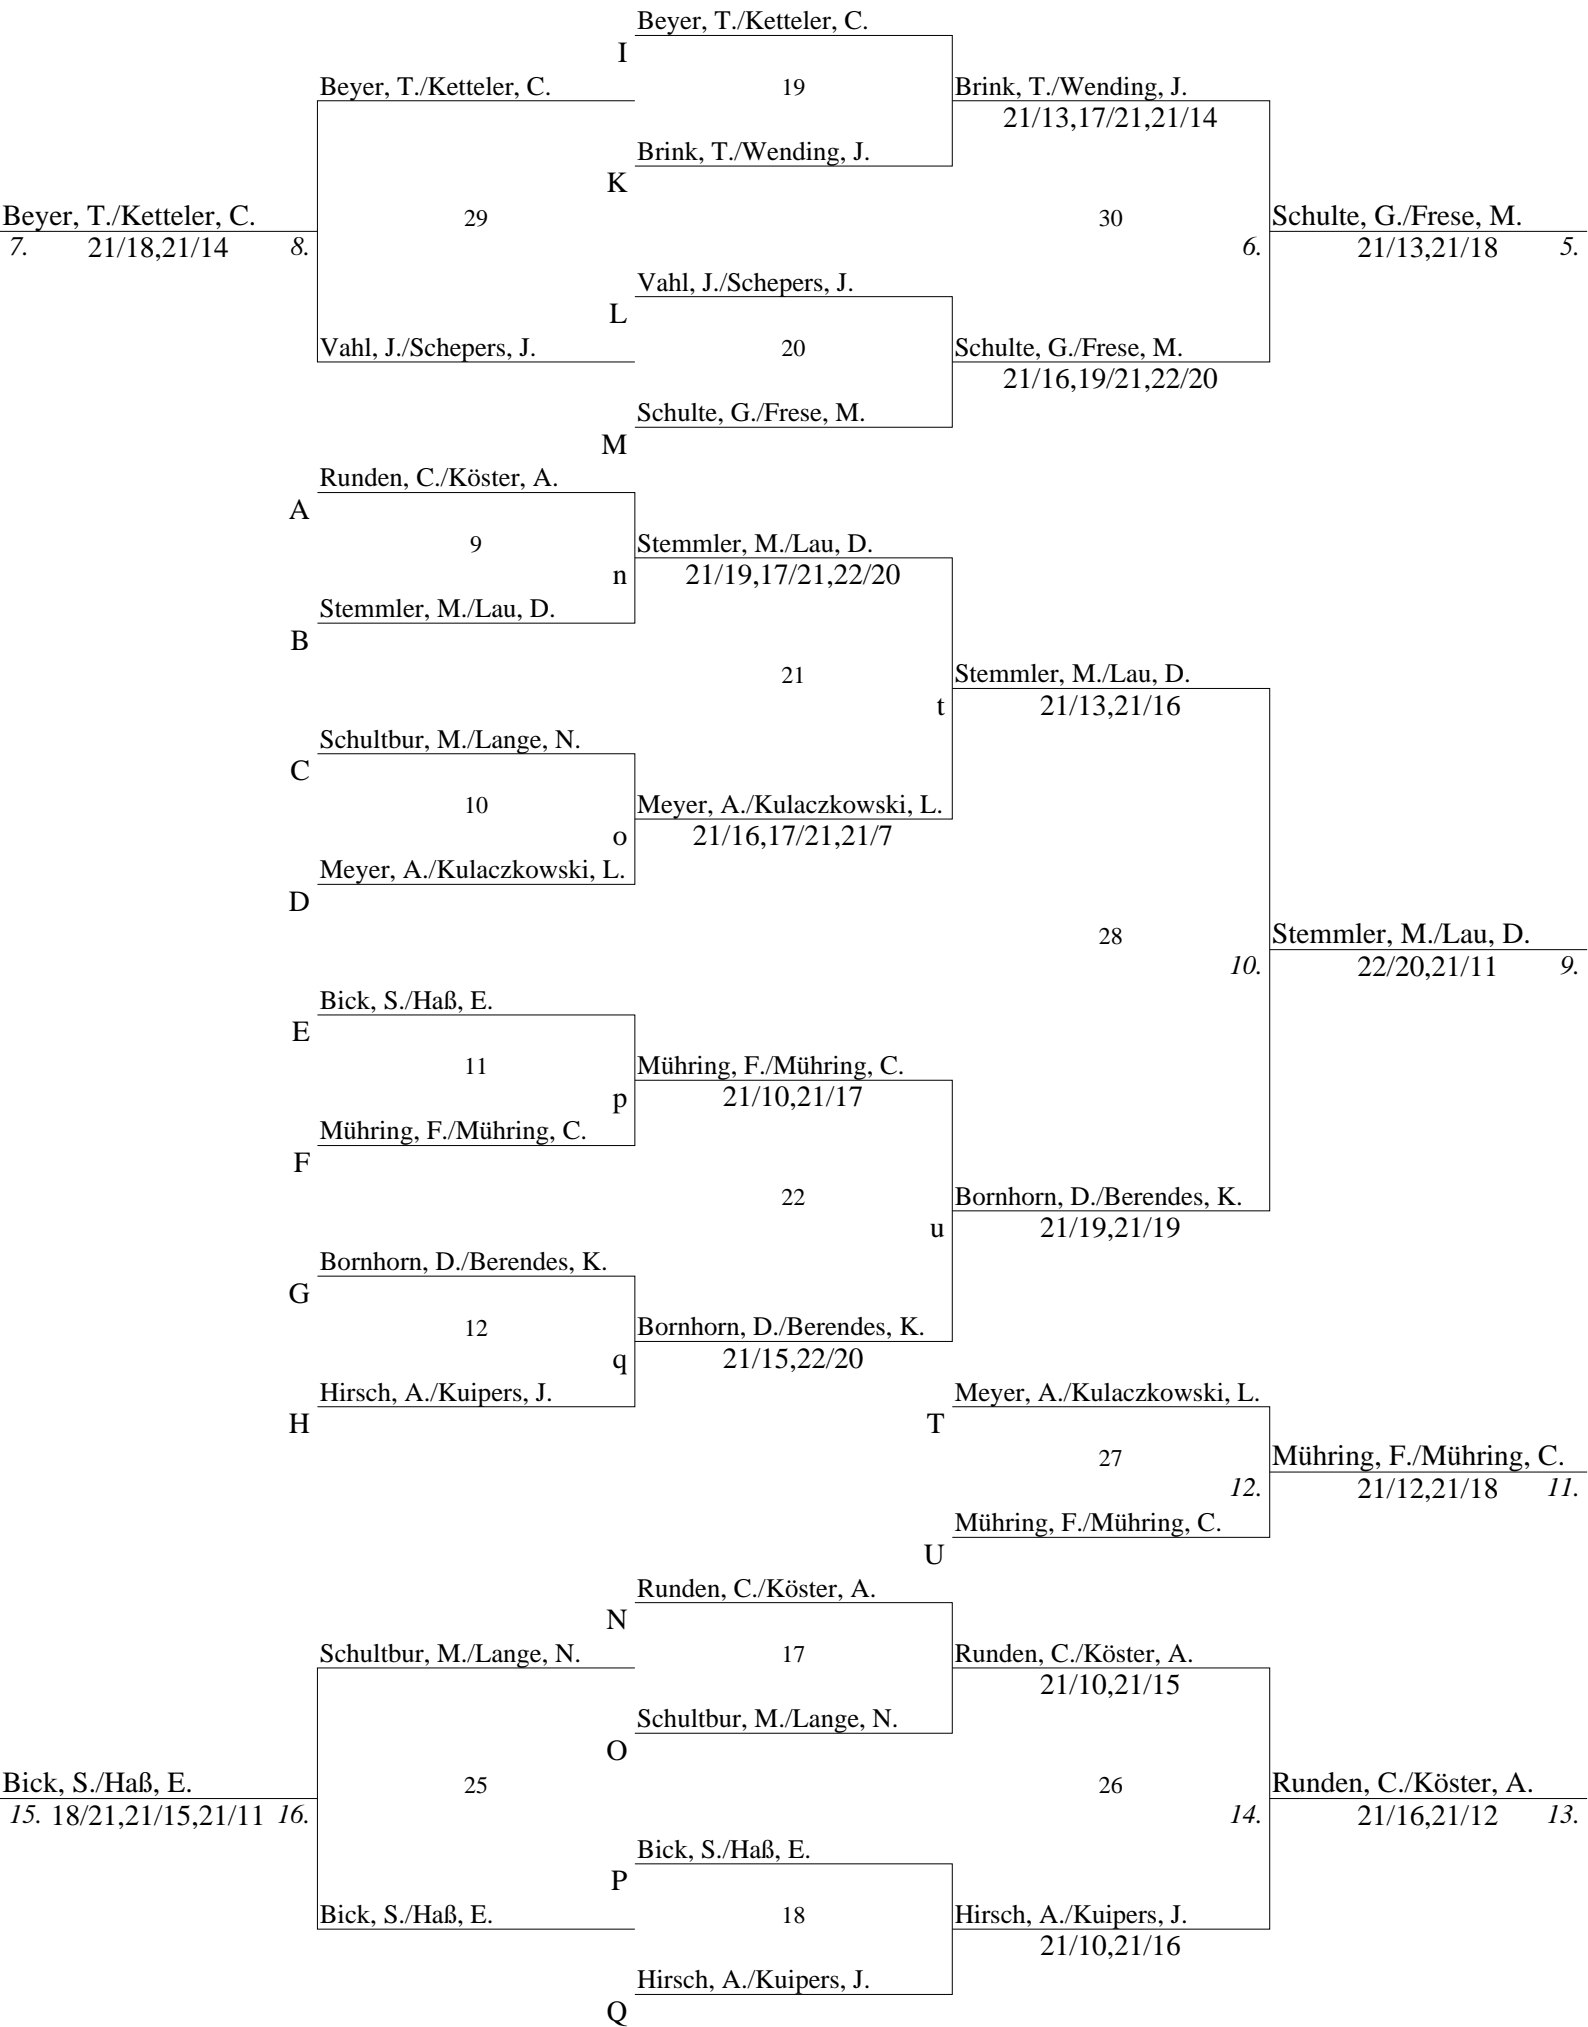 Beyer, T./Ketteler, C.
I
Beyer, T./Ketteler, C.
19
Brink, T./Wending, J.
21/13,17/21,21/14
Brink, T./Wending, J.
K
Beyer, T./Ketteler, C.
29
30
Schulte, G./Frese, M.
7. 21/18,21/14 8.
6. 21/13,21/18 5.
Vahl, J./Schepers, J.
L
Vahl, J./Schepers, J.
20
Schulte, G./Frese, M.
21/16,19/21,22/20
Schulte, G./Frese, M.
M
Runden, C./Köster, A.
A
9
Stemmler, M./Lau, D.
n 21/19,17/21,22/20
Stemmler, M./Lau, D.
B
21
Stemmler, M./Lau, D.
t 21/13,21/16
Schultbur, M./Lange, N.
C
10
Meyer, A./Kulaczkowski, L.
o 21/16,17/21,21/7
Meyer, A./Kulaczkowski, L.
D
28
Stemmler, M./Lau, D.
10. 22/20,21/11 9.
Bick, S./Haß, E.
E
11
Mühring, F./Mühring, C.
p 21/10,21/17
Mühring, F./Mühring, C.
F
22
Bornhorn, D./Berendes, K.
u 21/19,21/19
Bornhorn, D./Berendes, K.
G
12
Bornhorn, D./Berendes, K.
q 21/15,22/20
Hirsch, A./Kuipers, J.
H
Meyer, A./Kulaczkowski, L.
T
27
Mühring, F./Mühring, C.
12. 21/12,21/18 11.
Mühring, F./Mühring, C.
U
Runden, C./Köster, A.
N
Schultbur, M./Lange, N.
17
Runden, C./Köster, A.
21/10,21/15
Schultbur, M./Lange, N.
O
Bick, S./Haß, E.
25
26
Runden, C./Köster, A.
15. 18/21,21/15,21/11 16.
14. 21/16,21/12 13.
Bick, S./Haß, E.
P
Bick, S./Haß, E.
18
Hirsch, A./Kuipers, J.
21/10,21/16
Hirsch, A./Kuipers, J.
Q